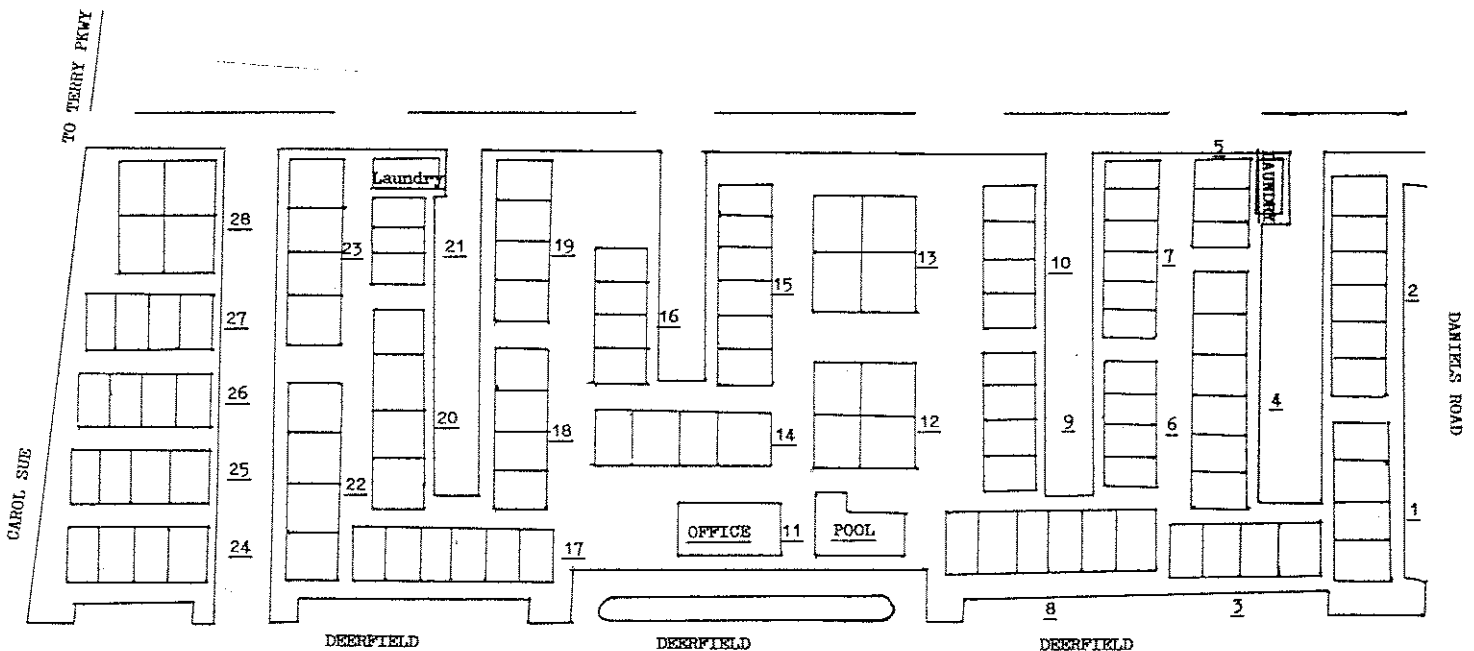 TO TERRY PKWY
5
Laundry
LAUNDRY
28
23
21
19
13
10
7
15
2
27
16
26
20
18
14
12
9
6
4
DANIELS ROAD
CAROL SUE
25
22
24
17
OFFICE
11
POOL
1
8
3
DEERFIELD
DEERFIELD
DEERFIELD